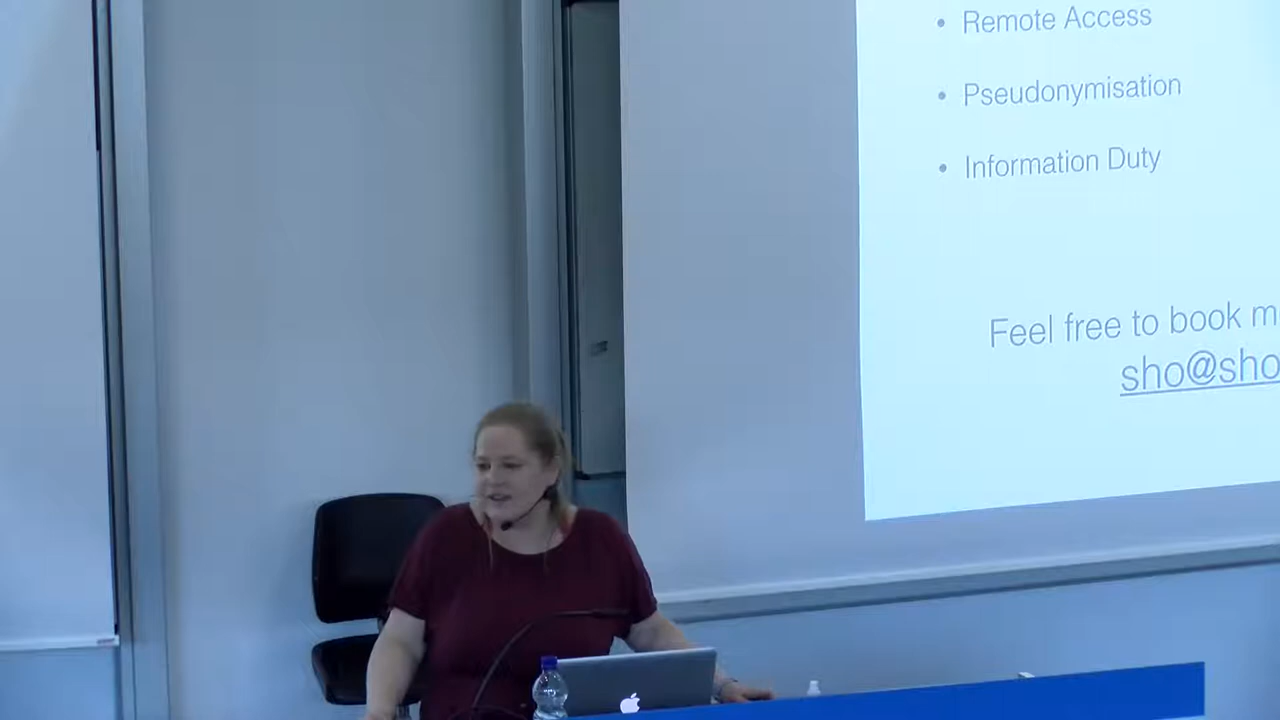 • Remote Access
• Pseudonymisation
• Information Duty
Feel free to book m
sho@sho